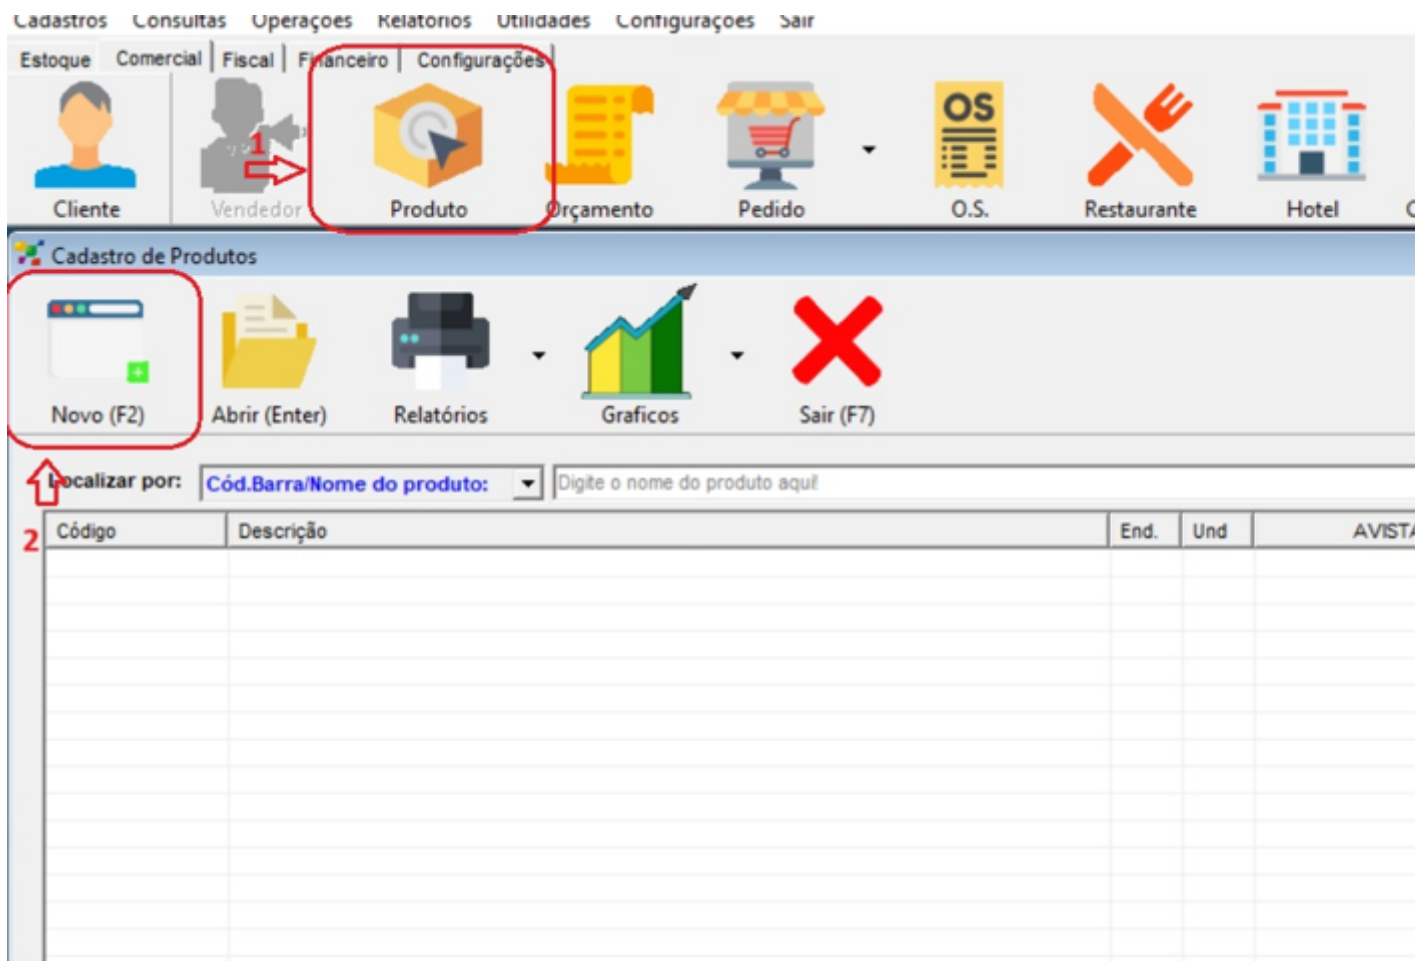 Cadastros Consultas Operações Relatórios Utilidades Configurações Sair
Estoque Comercial Fiscal Financeiro Configurações
OS
1
Cliente Vendedor Produto Orçamento Pedido O.S. Restaurante Hotel
Cadastro de Produtos
Novo (F2) Abrir (Enter) Relatórios Graficos Sair (F7)
Localizar por: Cód.Barra/Nome do produto: Digite o nome do produto aqui!
2
Código Descrição End. Und AVISTA